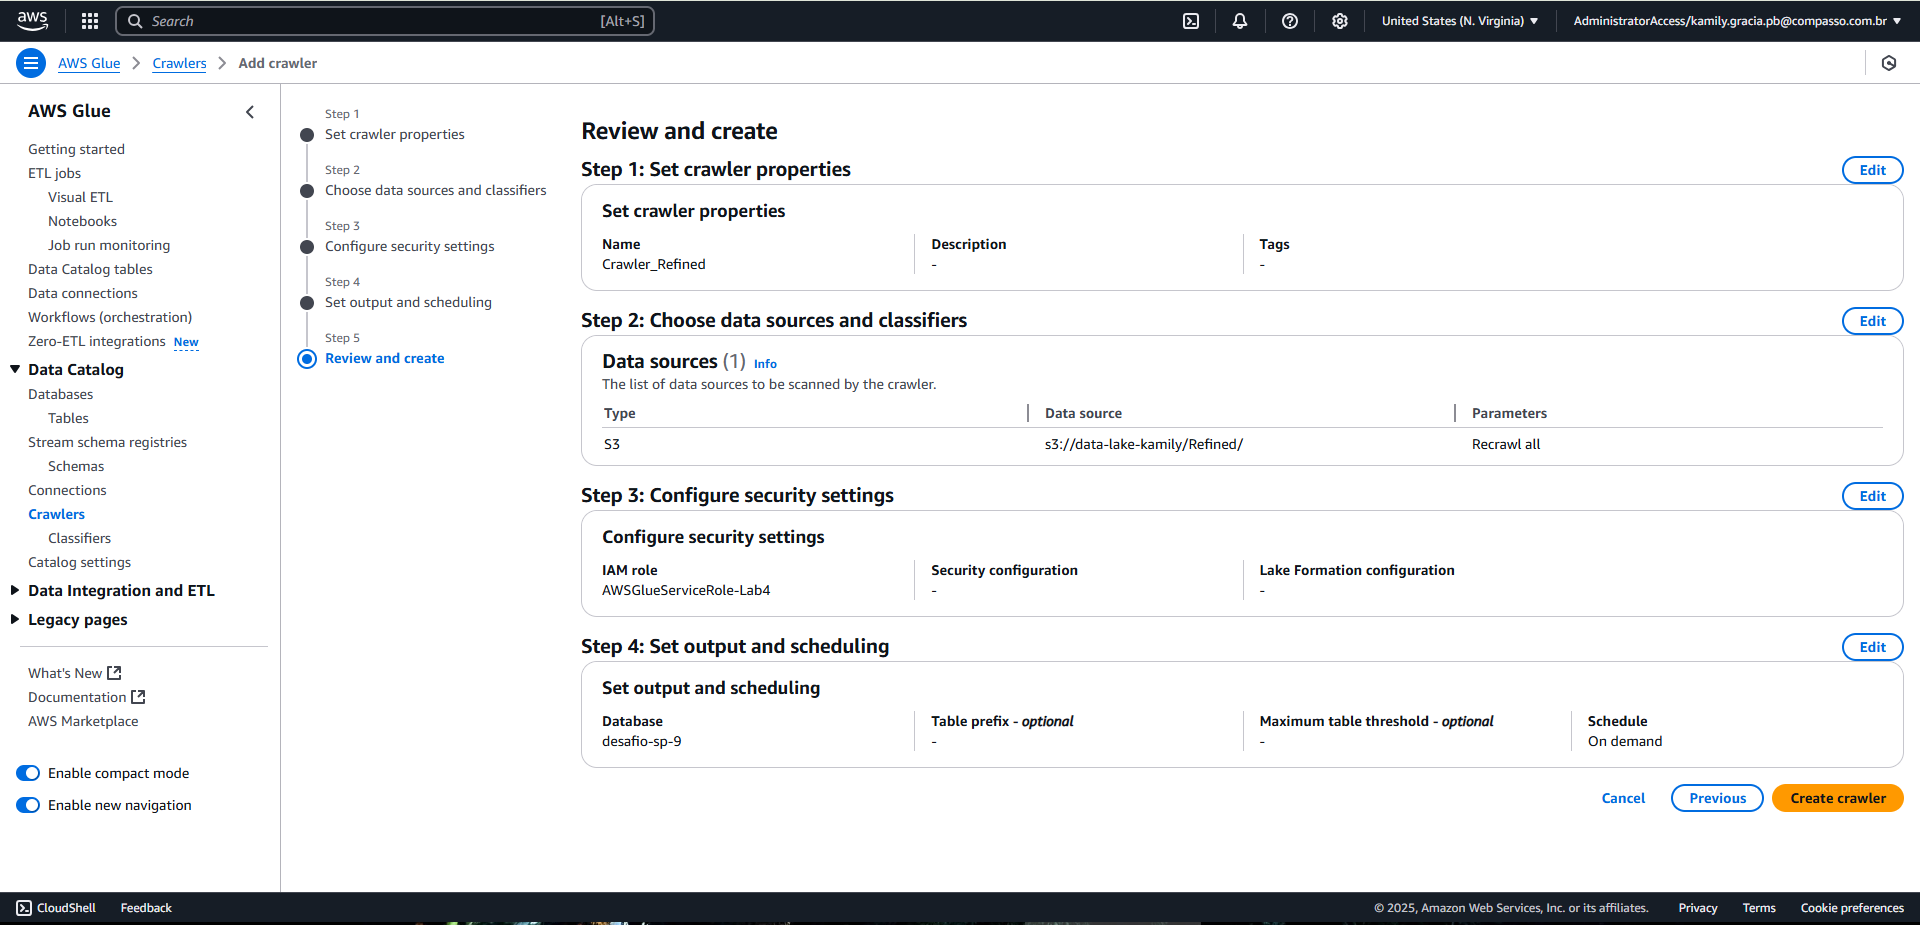 aws
Search
[Alt+S]
United States (N. Virginia)
AdministratorAccess/kamily.gracia.pb@compasso.com.br
AWS Glue
Crawlers
Add crawler
AWS Glue
Getting started
ETL jobs
Visual ETL
Notebooks
Job run monitoring
Data Catalog tables
Data connections
Workflows (orchestration)
Zero-ETL integrations New
Data Catalog
Databases
Tables
Stream schema registries
Schemas
Connections
Crawlers
Classifiers
Catalog settings
Data Integration and ETL
Legacy pages
What's New
Documentation
AWS Marketplace
Enable compact mode
Enable new navigation
Step 1
Set crawler properties
Step 2
Choose data sources and classifiers
Step 3
Configure security settings
Step 4
Set output and scheduling
Step 5
Review and create
Review and create
Step 1: Set crawler properties
Edit
Set crawler properties
Name
Crawler_Refined
Description
-
Tags
-
Step 2: Choose data sources and classifiers
Edit
Data sources (1) Info
The list of data sources to be scanned by the crawler.
Type
Data source
Parameters
S3
s3://data-lake-kamily/Refined/
Recrawl all
Step 3: Configure security settings
Edit
Configure security settings
IAM role
AWSGlueServiceRole-Lab4
Security configuration
-
Lake Formation configuration
-
Step 4: Set output and scheduling
Edit
Set output and scheduling
Database
desafio-sp-9
Table prefix - optional
-
Maximum table threshold - optional
-
Schedule
On demand
Cancel
Previous
Create crawler
CloudShell
Feedback
© 2025, Amazon Web Services, Inc. or its affiliates.
Privacy
Terms
Cookie preferences